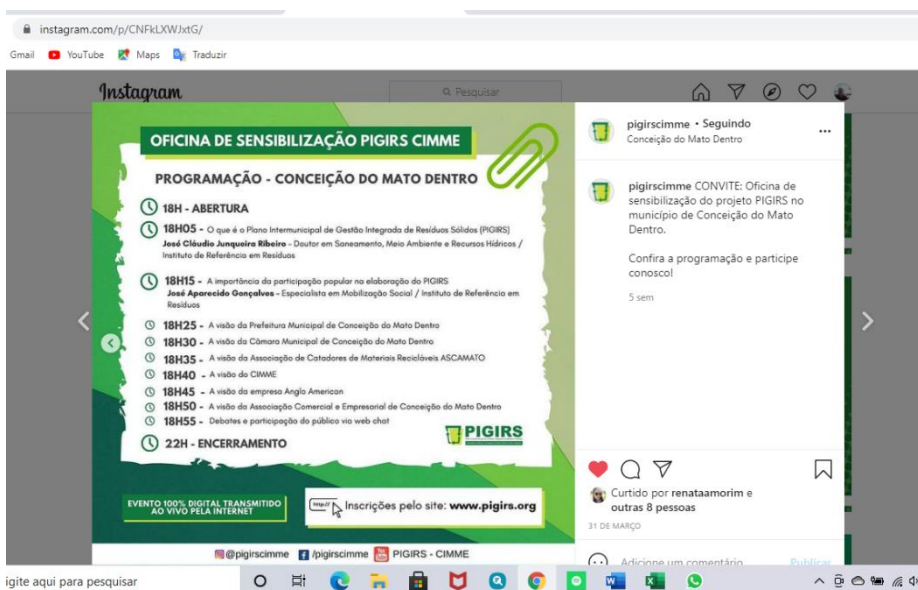 instagram.com/p/CNFkLXWJxtG/
Gmail YouTube Maps Traduzir
Instagram
Pesquisar
OFICINA DE SENSIBILIZAÇÃO PIGIRS CIMME
PROGRAMAÇÃO - CONCEIÇÃO DO MATO DENTRO
18H - ABERTURA
18H05 - O que é o Plano Intermunicipal de Gestão Integrada de Resíduos Sólidos (PIGIRS)
José Cláudio Junqueira Ribeiro - Doutor em Saneamento, Meio Ambiente e Recursos Hídricos /
Instituto de Referência em Resíduos
18H15 - A importância da participação popular na elaboração do PIGIRS
José Aparecido Gonçalves - Especialista em Mobilização Social / Instituto de Referência em
Resíduos
18H25 - A visão da Prefeitura Municipal de Conceição do Mato Dentro
18H30 - A visão da Câmara Municipal de Conceição do Mato Dentro
18H35 - A visão da Associação de Catadores de Materiais Recicláveis ASCAMATO
18H40 - A visão do CIMME
18H45 - A visão da empresa Anglo American
18H50 - A visão da Associação Comercial e Empresarial de Conceição do Mato Dentro
18H55 - Debates e participação do público via web chat
22H - ENCERRAMENTO
PIGIRS
EVENTO 100% DIGITAL TRANSMITIDO
AO VIVO PELA INTERNET
http://
Inscrições pelo site: www.pigirs.org
@pigirscimme /pigirscimme PIGIRS - CIMME
pigirscimme • Seguindo
Conceição do Mato Dentro
pigirscimme CONVITE: Oficina de
sensibilização do projeto PIGIRS no
município de Conceição do Mato
Dentro.
Confira a programação e participe
conosco!
5 sem
Curtido por renataamorim e
outras 8 pessoas
31 DE MARÇO
Adicione um comentário
Publicar
igite aqui para pesquisar